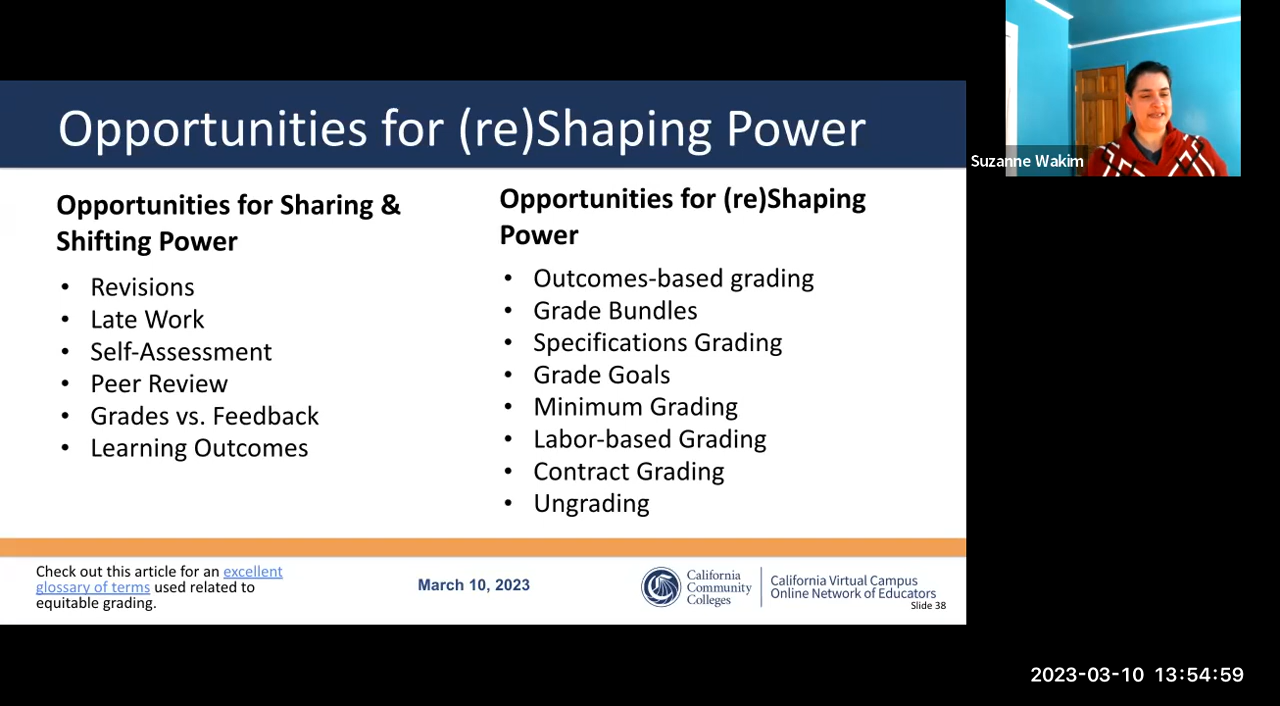 Opportunities for (re)Shaping Power
Suzanne Wakim
Opportunities for Sharing &
Shifting Power
• Revisions
• Late Work
• Self-Assessment
• Peer Review
• Grades vs. Feedback
• Learning Outcomes
Opportunities for (re)Shaping
Power
• Outcomes-based grading
• Grade Bundles
• Specifications Grading
• Grade Goals
• Minimum Grading
• Labor-based Grading
• Contract Grading
• Ungrading
Check out this article for an excellent
glossary of terms used related to
equitable grading.
March 10, 2023
California
Community
Colleges
California Virtual Campus
Online Network of Educators
Slide 38
2023-03-10 13:54:59